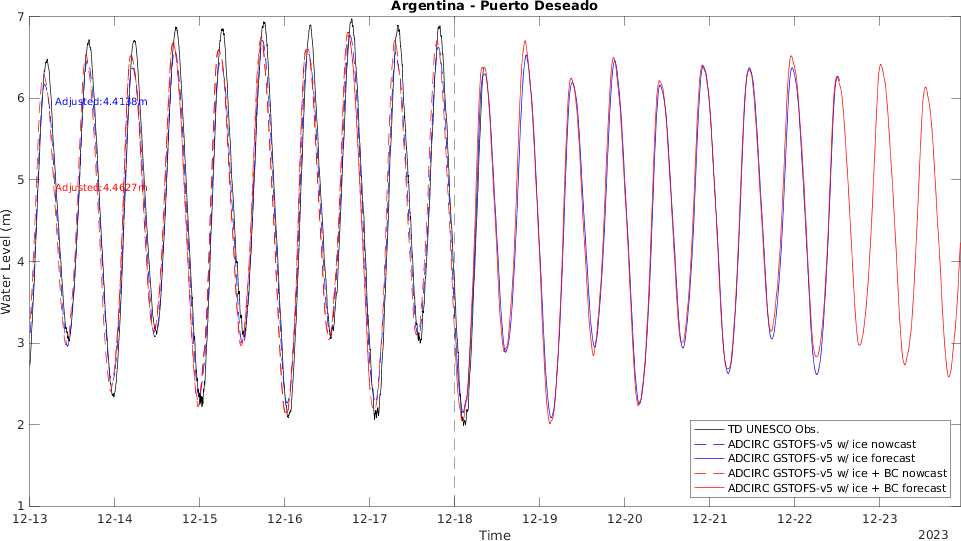 Argentina - Puerto Deseado
7
6
5
4
3
2
1
Water Level (m)
Adjusted:4.4138m
Adjusted:4.4627m
TD UNESCO Obs.
ADCIRC GSTOFS-v5 w/ ice nowcast
ADCIRC GSTOFS-v5 w/ ice forecast
ADCIRC GSTOFS-v5 w/ ice + BC nowcast
ADCIRC GSTOFS-v5 w/ ice + BC forecast
12-13 12-14 12-15 12-16 12-17 12-18 12-19 12-20 12-21 12-22 12-23
Time
2023